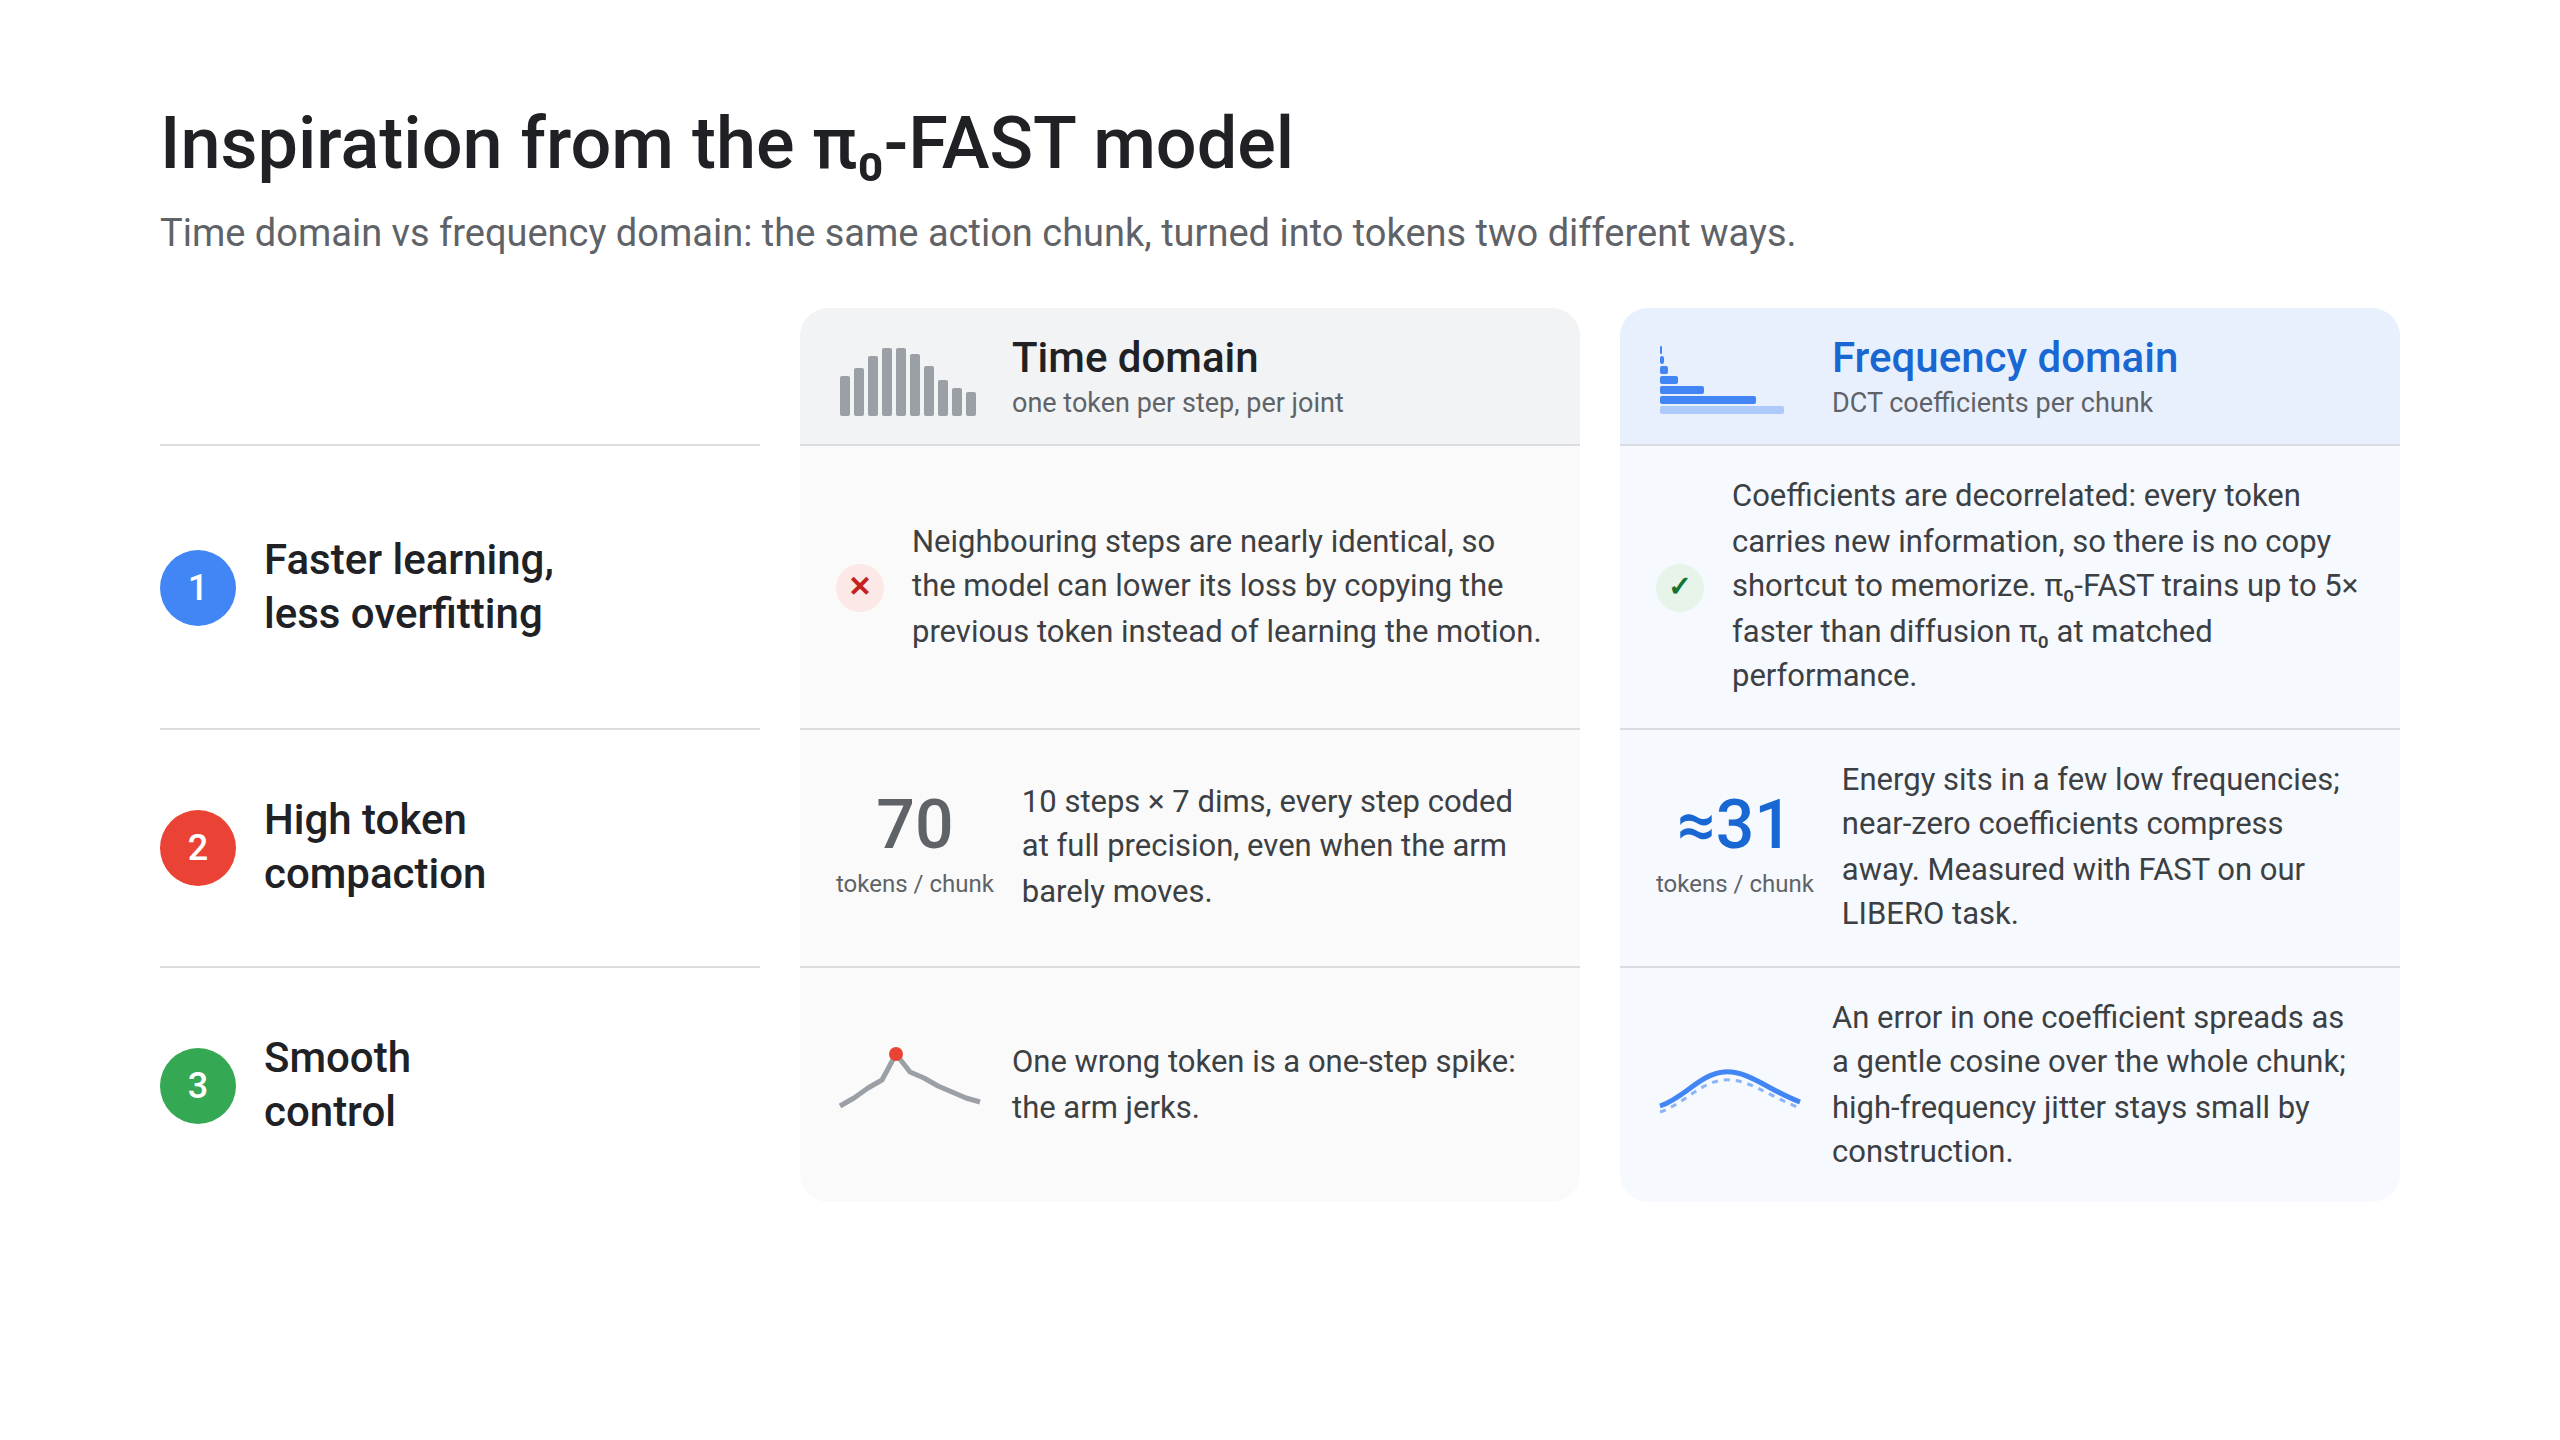 Inspiration from the π₀-FAST model
Time domain vs frequency domain: the same action chunk, turned into tokens two different ways.
Time domain
one token per step, per joint
Frequency domain
DCT coefficients per chunk
1
Faster learning,
less overfitting
✕
Neighbouring steps are nearly identical, so
the model can lower its loss by copying the
previous token instead of learning the motion.
✓
Coefficients are decorrelated: every token
carries new information, so there is no copy
shortcut to memorize. π₀-FAST trains up to 5×
faster than diffusion π₀ at matched
performance.
2
High token
compaction
70
tokens / chunk
10 steps × 7 dims, every step coded
at full precision, even when the arm
barely moves.
≈31
tokens / chunk
Energy sits in a few low frequencies;
near-zero coefficients compress
away. Measured with FAST on our
LIBERO task.
3
Smooth
control
One wrong token is a one-step spike:
the arm jerks.
An error in one coefficient spreads as
a gentle cosine over the whole chunk;
high-frequency jitter stays small by
construction.